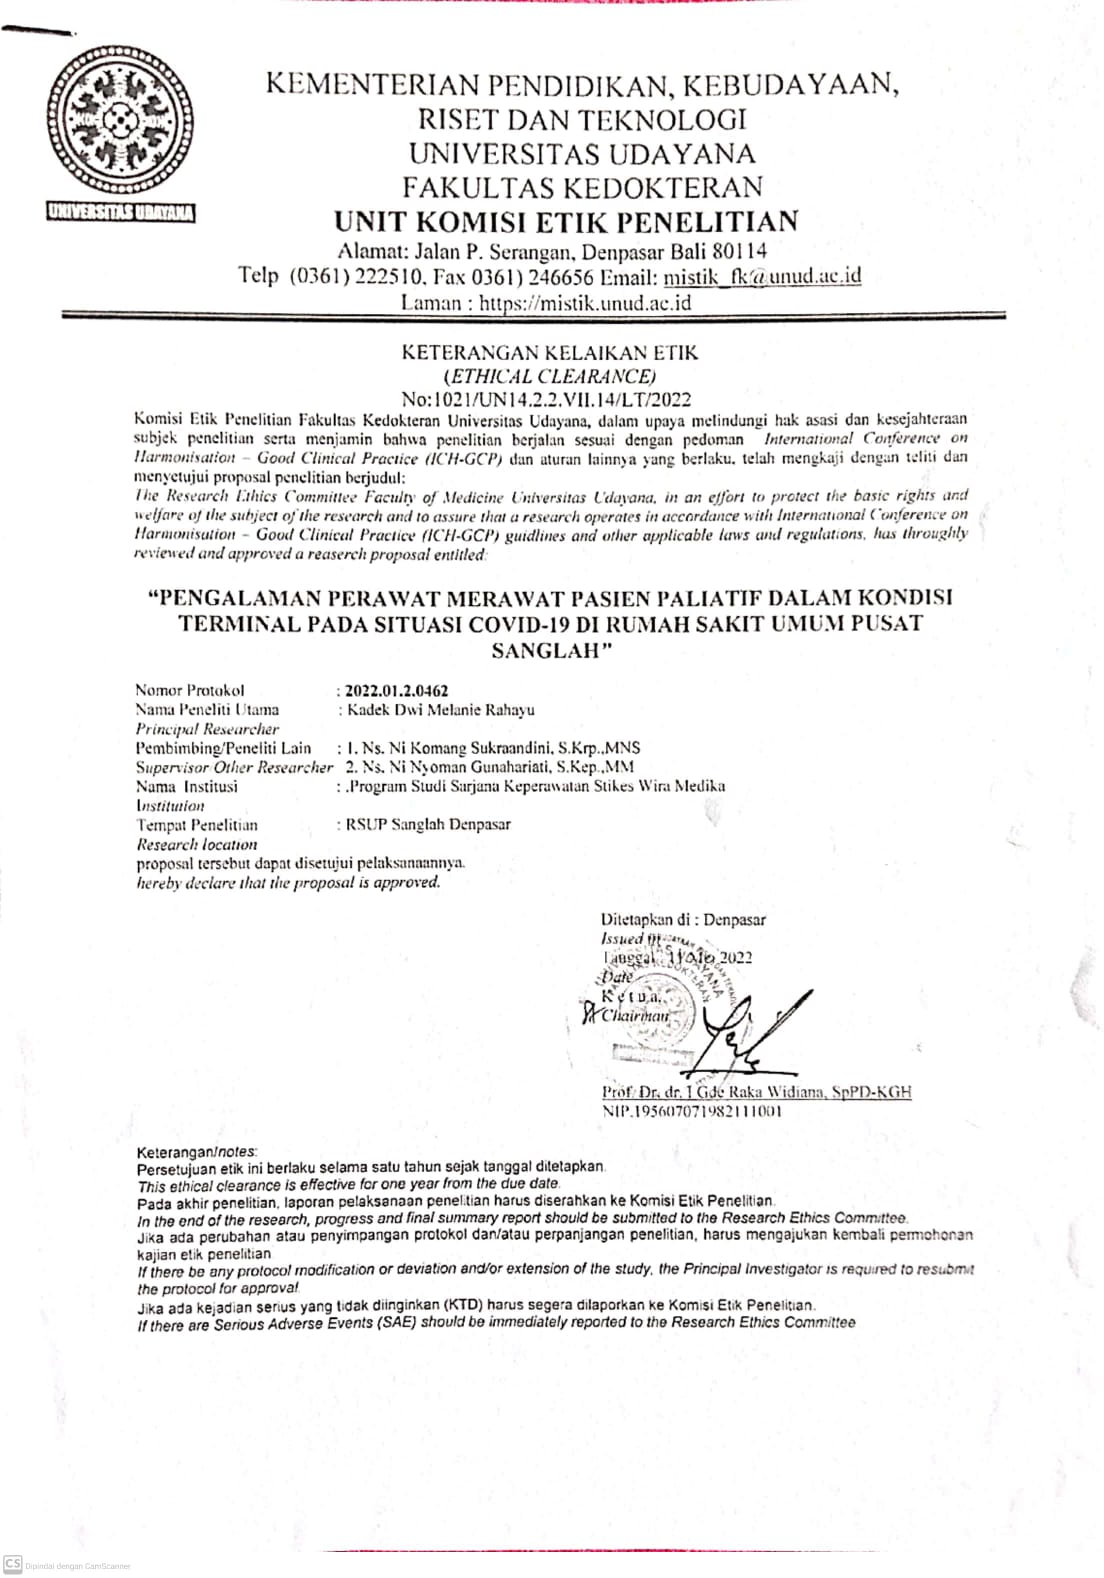 KEMENTERIAN PENDIDIKAN, KEBUDAYAAN,
RISET DAN TEKNOLOGI
UNIVERSITAS UDAYANA
FAKULTAS KEDOKTERAN
UNIVERSITAS UDAYANA
UNIT KOMISI ETIK PENELITIAN
Alamat: Jalan P. Serangan, Denpasar Bali 80114
Telp (0361) 222510, Fax 0361) 246656 Email: mistik_fk@unud.ac.id
Laman : https://mistik.unud.ac.id
KETERANGAN KELAIKAN ETIK
(ETHICAL CLEARANCE)
No:1021/UN14.2.2.VII.14/LT/2022
Komisi Etik Penelitian Fakultas Kedokteran Universitas Udayana, dalam upaya melindungi hak asasi dan kesejahteraan
subjek penelitian serta menjamin bahwa penelitian berjalan sesuai dengan pedoman International Conference on
Harmonisation – Good Clinical Practice (ICH-GCP) dan aturan lainnya yang berlaku, telah mengkaji dengan teliti dan
menyetujui proposal penelitian berjudul:
The Research Ethics Committee Faculty of Medicine Universitas Udayana, in an effort to protect the basic rights and
welfare of the subject of the research and to assure that a research operates in accordance with International Conference on
Harmonisation – Good Clinical Practice (ICH-GCP) guidlines and other applicable laws and regulations, has throughly
reviewed and approved a reaserch proposal entitled:
“PENGALAMAN PERAWAT MERAWAT PASIEN PALIATIF DALAM KONDISI
TERMINAL PADA SITUASI COVID-19 DI RUMAH SAKIT UMUM PUSAT
SANGLAH”
Nomor Protokol : 2022.01.2.0462
Nama Peneliti Utama : Kadek Dwi Melanie Rahayu
Principal Researcher
Pembimbing/Peneliti Lain : 1. Ns. Ni Komang Sukraandini, S.Krp.,MNS
Supervisor Other Researcher 2. Ns. Ni Nyoman Gunahariati, S.Kep.,MM
Nama Institusi : .Program Studi Sarjana Keperawatan Stikes Wira Medika
Institution
Tempat Penelitian : RSUP Sanglah Denpasar
Research location
proposal tersebut dapat disetujui pelaksanaannya.
hereby declare that the proposal is approved.
Ditetapkan di : Denpasar
Issued in
Tanggal 2022
Date
Ketua,
Chairman
Prof. Dr. dr. I Gde Raka Widiana, SpPD-KGH
NIP.195607071982111001
Keterangan/notes:
Persetujuan etik ini berlaku selama satu tahun sejak tanggal ditetapkan.
This ethical clearance is effective for one year from the due date.
Pada akhir penelitian, laporan pelaksanaan penelitian harus diserahkan ke Komisi Etik Penelitian.
In the end of the research, progress and final summary report should be submitted to the Research Ethics Committee.
Jika ada perubahan atau penyimpangan protokol dan/atau perpanjangan penelitian, harus mengajukan kembali permohonan
kajian etik penelitian
If there be any protocol modification or deviation and/or extension of the study, the Principal Investigator is required to resubmit
the protocol for approval.
Jika ada kejadian serius yang tidak diinginkan (KTD) harus segera dilaporkan ke Komisi Etik Penelitian.
If there are Serious Adverse Events (SAE) should be immediately reported to the Research Ethics Committee
CS Dipindai dengan CamScanner